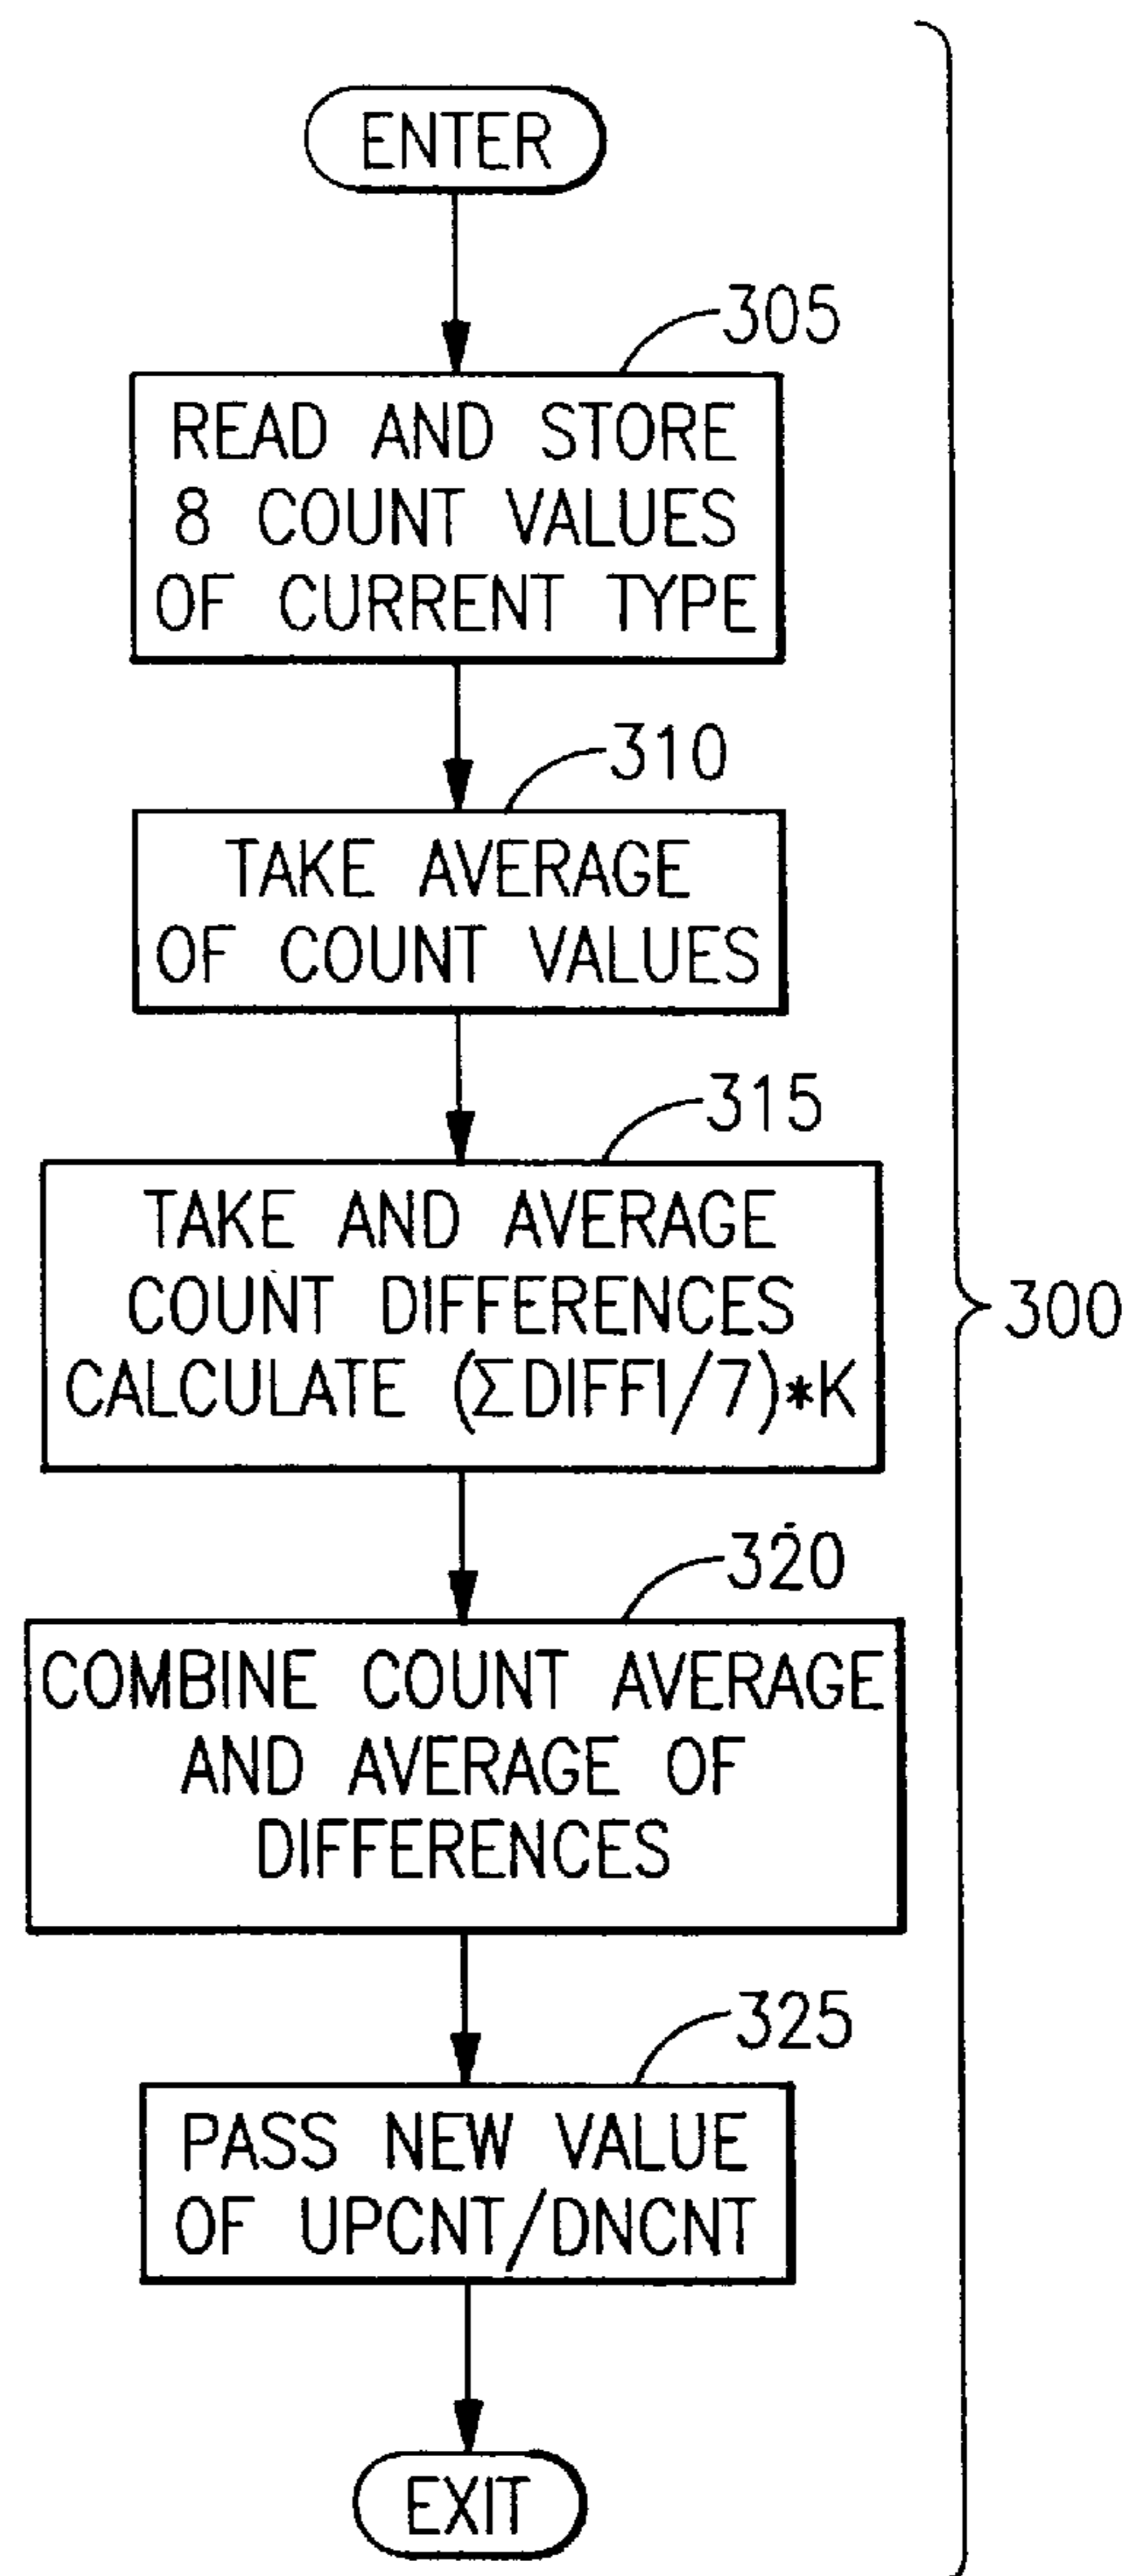 ENTER
305
READ AND STORE
8 COUNT VALUES
OF CURRENT TYPE
310
TAKE AVERAGE
OF COUNT VALUES
315
TAKE AND AVERAGE
COUNT DIFFERENCES
CALCULATE (ΣDIFFI/7)*K
300
320
COMBINE COUNT AVERAGE
AND AVERAGE OF
DIFFERENCES
325
PASS NEW VALUE
OF UPCNT/DNCNT
EXIT